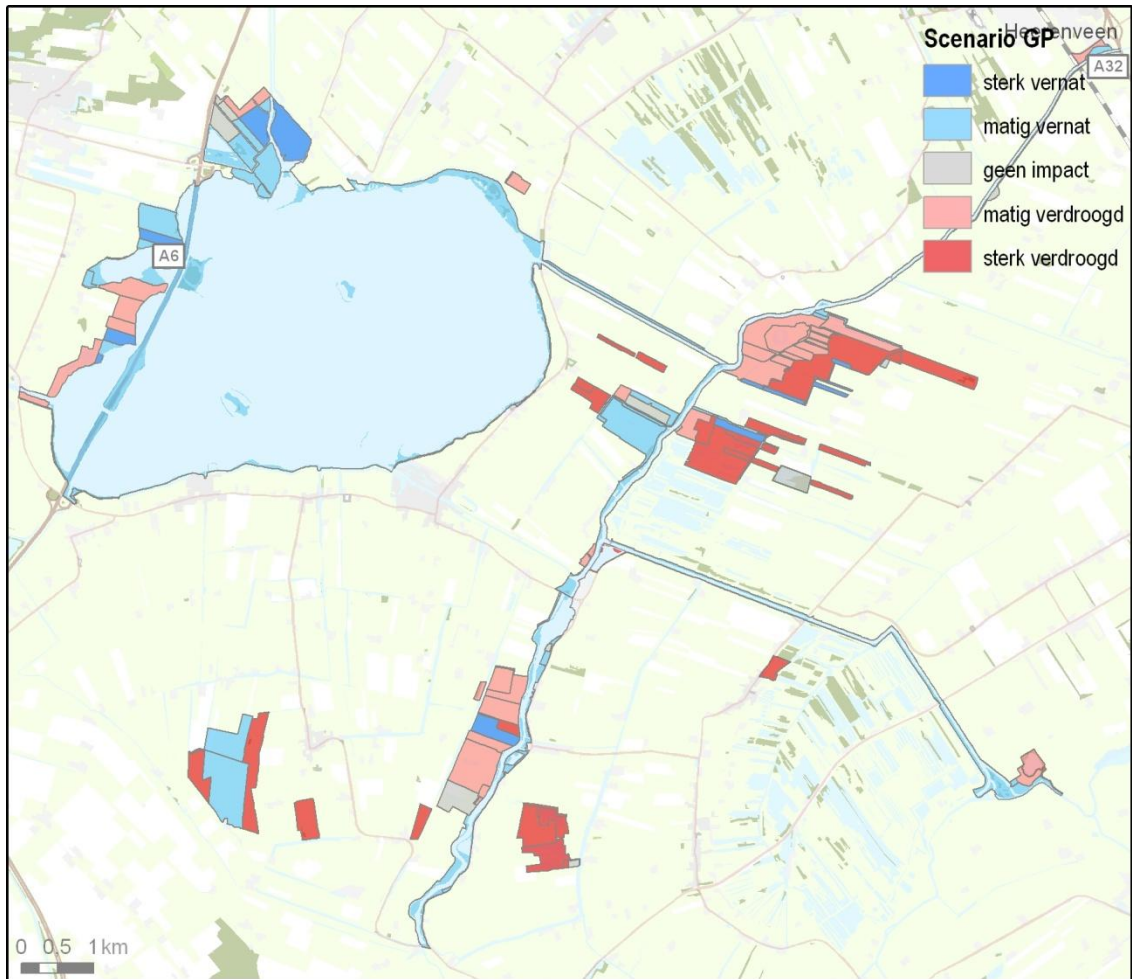 Heerenveen
Scenario GP
A32
sterk vernat
matig vernat
geen impact
matig verdroogd
sterk verdroogd
A6
0 0.5 1 km